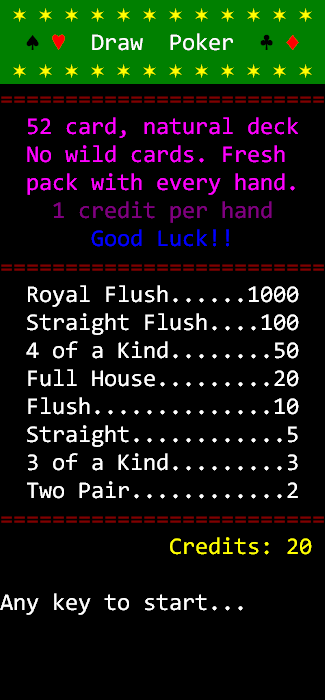 ✶ ✶ ✶ ✶ ✶ ✶ ✶ ✶ ✶ ✶ ✶ ✶
♠ ♥ Draw Poker ♣ ♦
✶ ✶ ✶ ✶ ✶ ✶ ✶ ✶ ✶ ✶ ✶ ✶
=========================
52 card, natural deck
No wild cards. Fresh
pack with every hand.
1 credit per hand
Good Luck!!
=========================
Royal Flush......1000
Straight Flush....100
4 of a Kind........50
Full House.........20
Flush..............10
Straight............5
3 of a Kind.........3
Two Pair............2
=========================
Credits: 20
Any key to start...